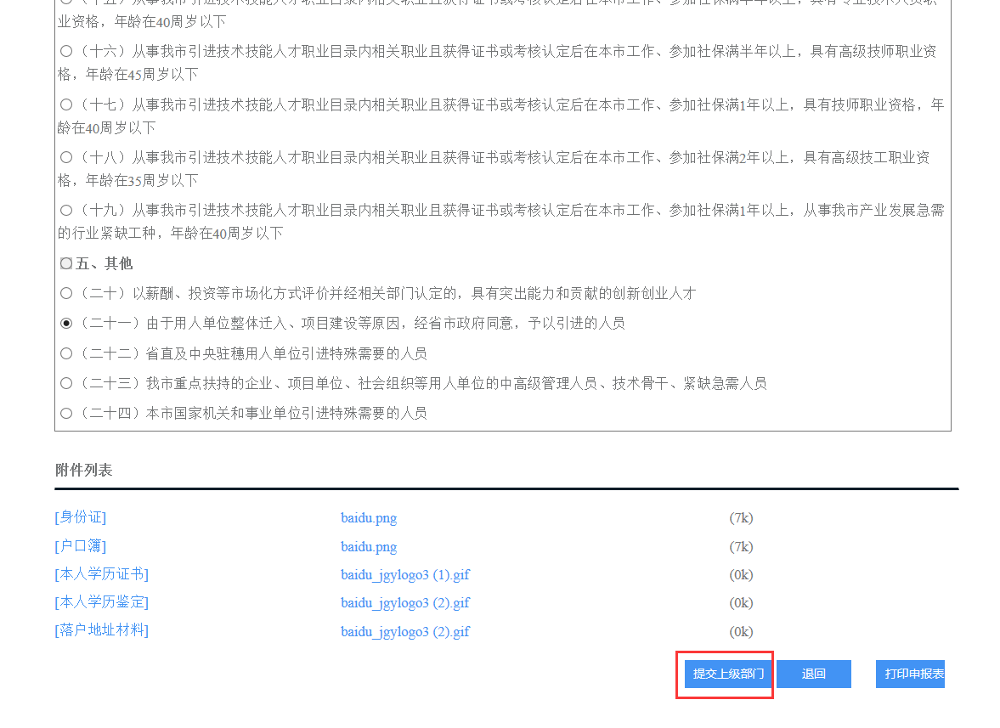 业资格，年龄在40周岁以下
（十六）从事我市引进技术技能人才职业目录内相关职业且获得证书或考核认定后在本市工作、参加社保满半年以上，具有高级技师职业资
格，年龄在45周岁以下
（十七）从事我市引进技术技能人才职业目录内相关职业且获得证书或考核认定后在本市工作、参加社保满1年以上，具有技师职业资格，年
龄在40周岁以下
（十八）从事我市引进技术技能人才职业目录内相关职业且获得证书或考核认定后在本市工作、参加社保满2年以上，具有高级技工职业资
格，年龄在35周岁以下
（十九）从事我市引进技术技能人才职业目录内相关职业且获得证书或考核认定后在本市工作、参加社保满1年以上，从事我市产业发展急需
的行业紧缺工种，年龄在40周岁以下
五、其他
（二十）以薪酬、投资等市场化方式评价并经相关部门认定的，具有突出能力和贡献的创新创业人才
（二十一）由于用人单位整体迁入、项目建设等原因，经省市政府同意，予以引进的人员
（二十二）省直及中央驻穗用人单位引进特殊需要的人员
（二十三）我市重点扶持的企业、项目单位、社会组织等用人单位的中高级管理人员、技术骨干、紧缺急需人员
（二十四）本市国家机关和事业单位引进特殊需要的人员
附件列表
[身份证] baidu.png (7k)
[户口簿] baidu.png (7k)
[本人学历证书] baidu_jgylogo3 (1).gif (0k)
[本人学历鉴定] baidu_jgylogo3 (2).gif (0k)
[落户地址材料] baidu_jgylogo3 (2).gif (0k)
提交上级部门 退回 打印申报表